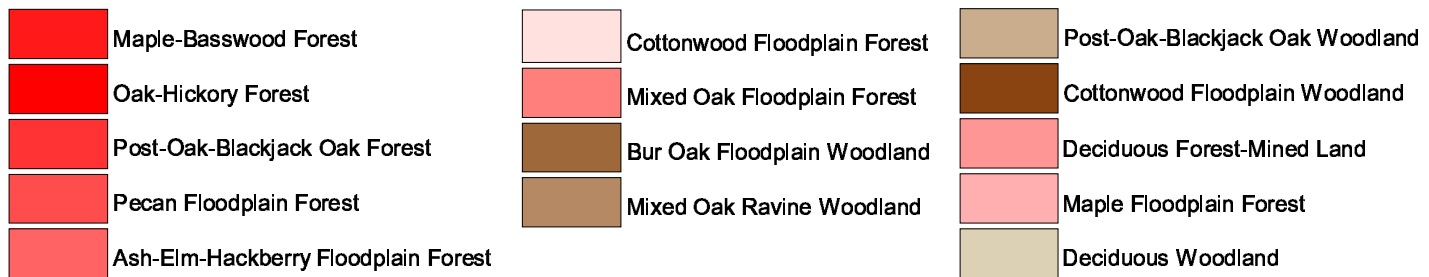 Maple-Basswood Forest
Oak-Hickory Forest
Post-Oak-Blackjack Oak Forest
Pecan Floodplain Forest
Ash-Elm-Hackberry Floodplain Forest
Cottonwood Floodplain Forest
Mixed Oak Floodplain Forest
Bur Oak Floodplain Woodland
Mixed Oak Ravine Woodland
Post-Oak-Blackjack Oak Woodland
Cottonwood Floodplain Woodland
Deciduous Forest-Mined Land
Maple Floodplain Forest
Deciduous Woodland